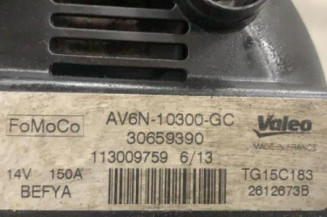 FoMoCo AV6N-10300-GC Valeo
30659390 MADE IN FRANCE
113009759 6/13
14V 150A TG15C183
BEFYA 2612673B